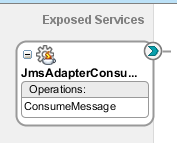 Exposed Services
JmsAdapterConsu...
Operations:
ConsumeMessage